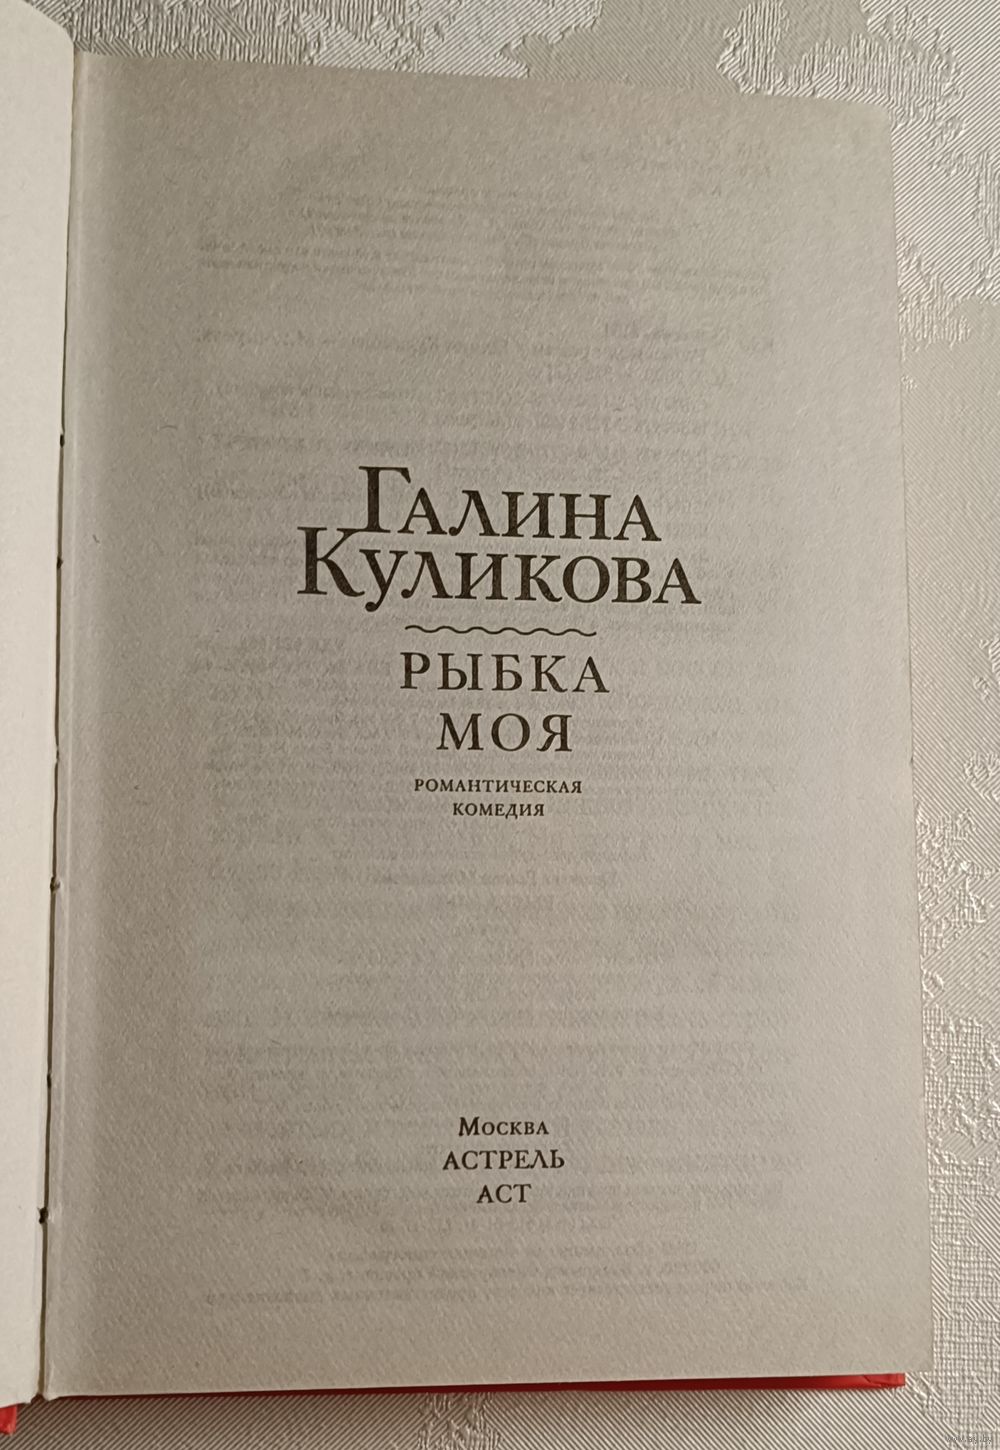 Галина
Куликова
РЫБКА
МОЯ
РОМАНТИЧЕСКАЯ
КОМЕДИЯ
Москва
АСТРЕЛЬ
АСТ